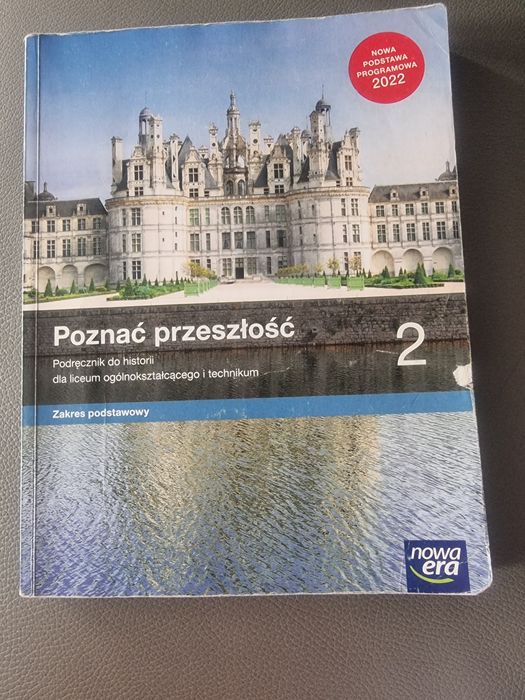 NOWA
PODSTAWA
PROGRAMOWA
2022
Poznać przeszłość
2
Podręcznik do historii
dla liceum ogólnokształcącego i technikum
Zakres podstawowy
nowa
era